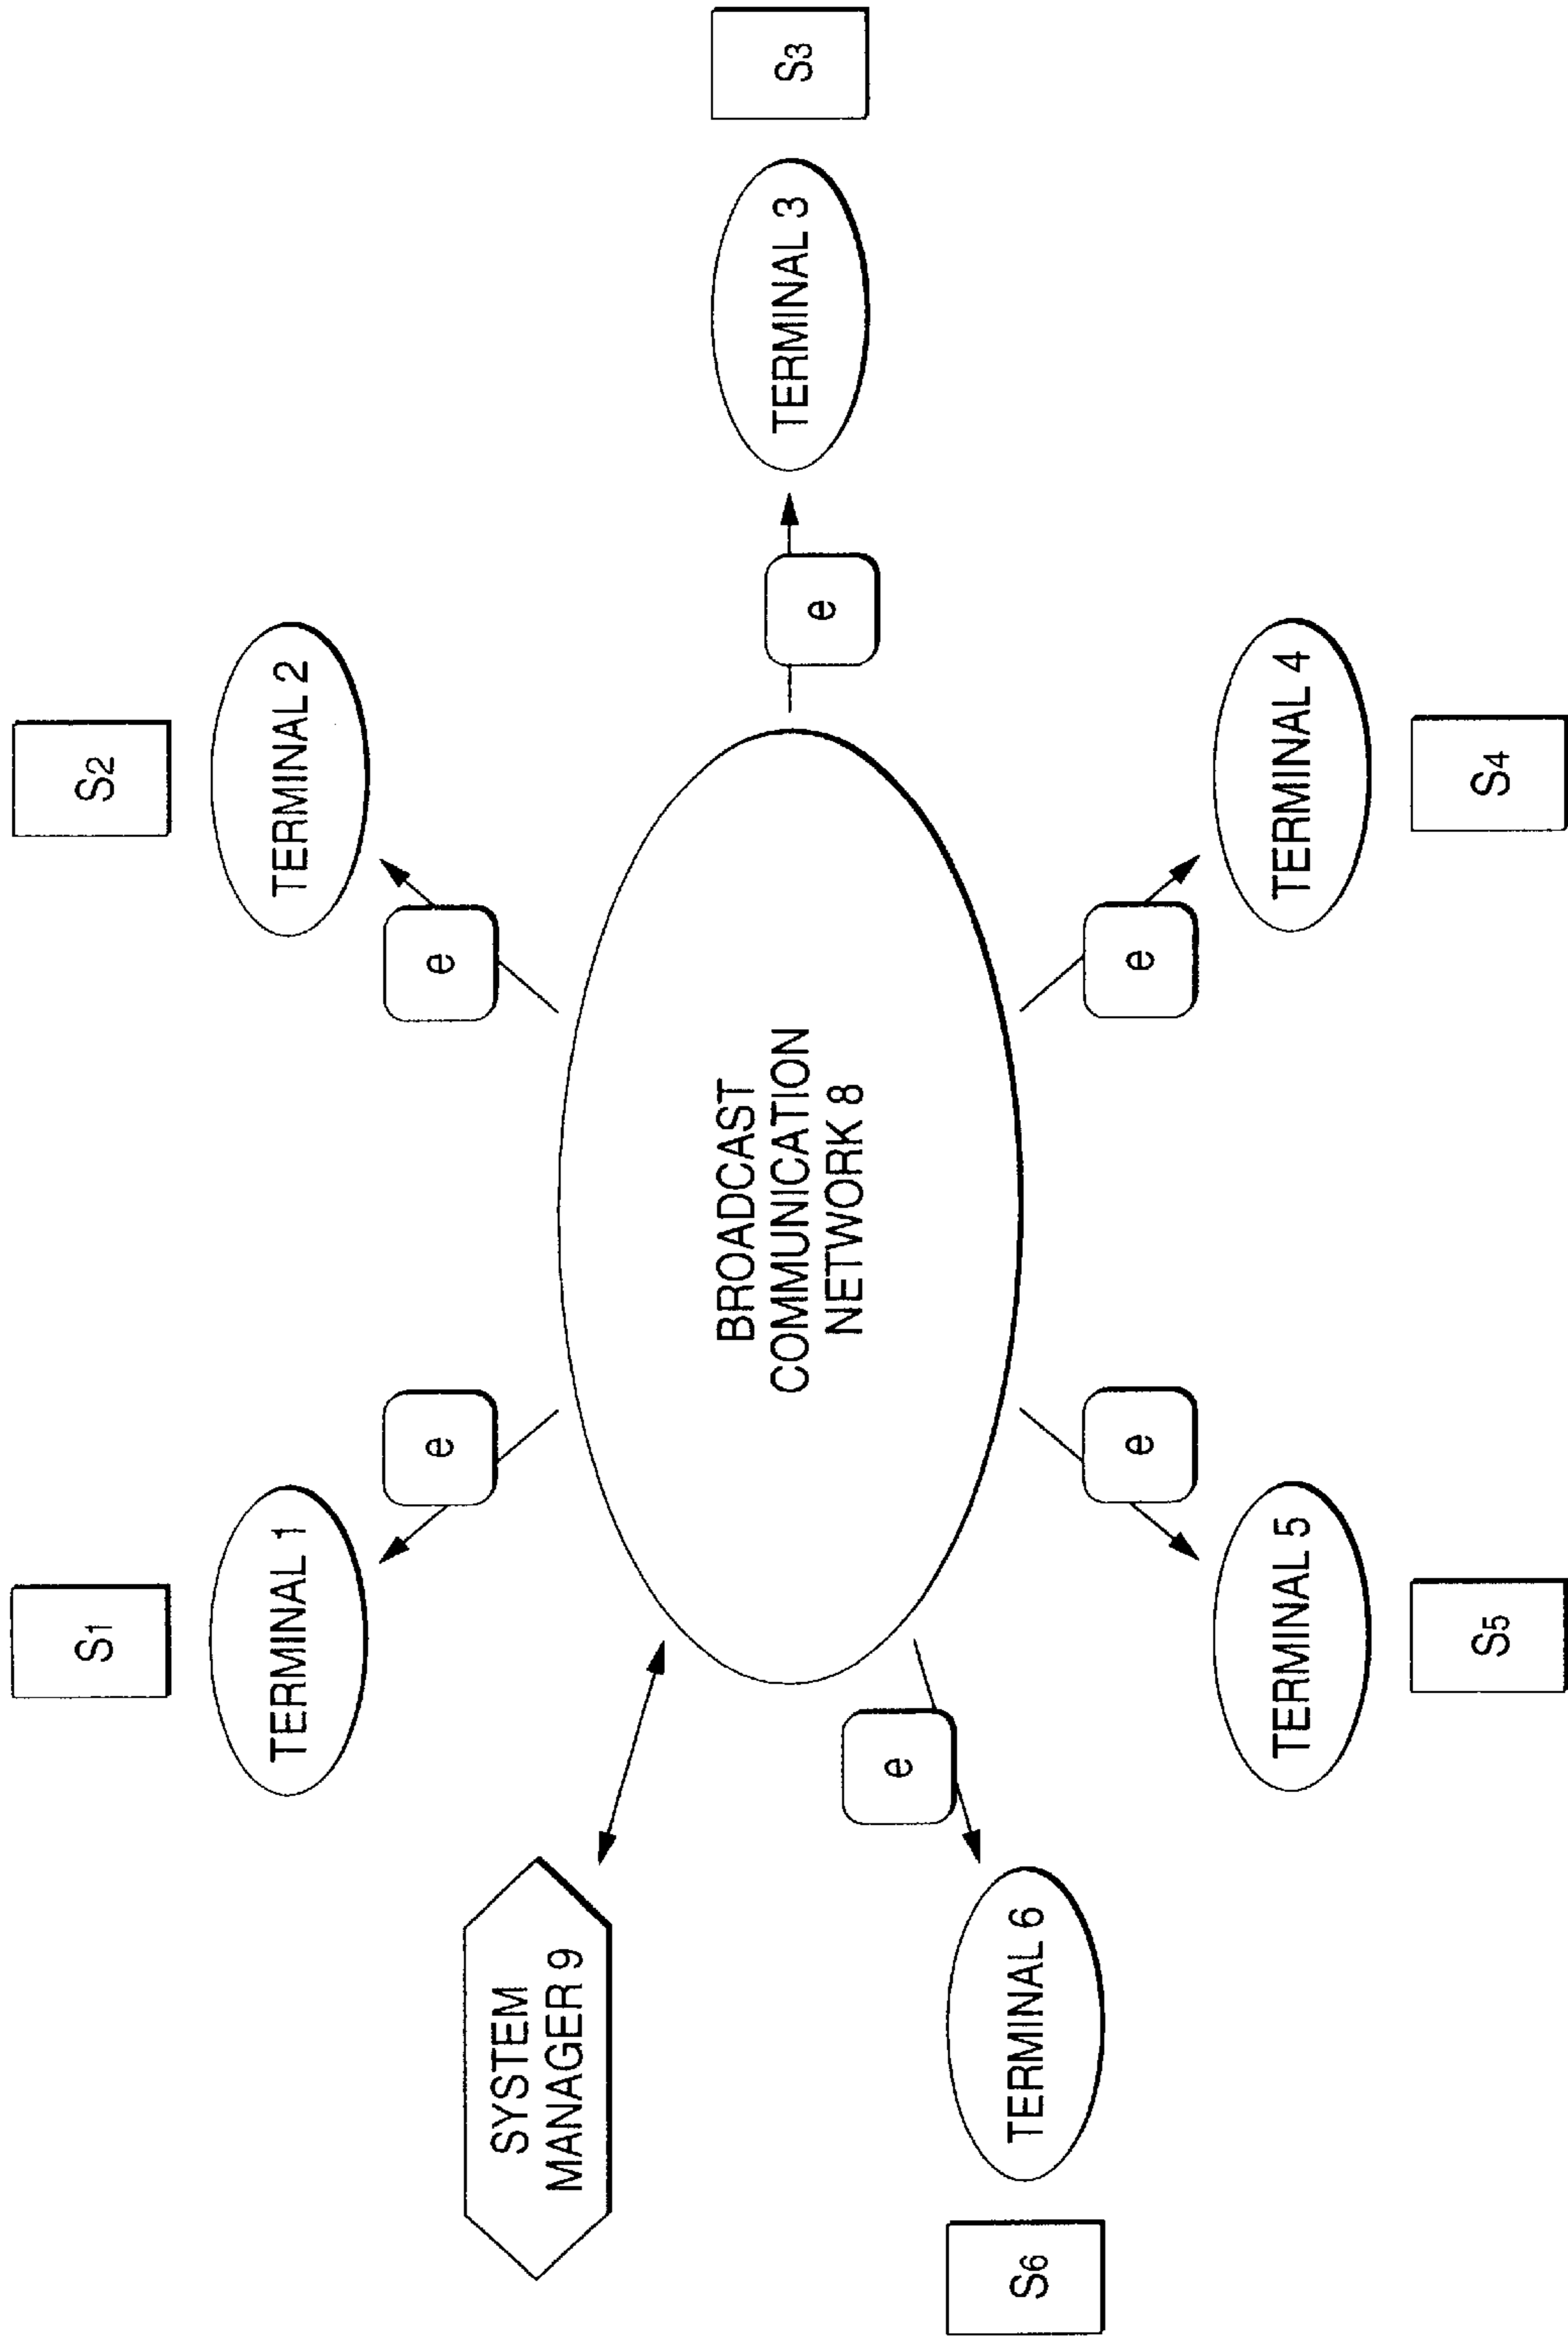 S1
TERMINAL 1
e
S2
TERMINAL 2
e
SYSTEM
MANAGER 9
BROADCAST
COMMUNICATION
NETWORK 8
e
TERMINAL 3
S3
e
TERMINAL 6
S6
e
TERMINAL 5
S5
e
TERMINAL 4
S4